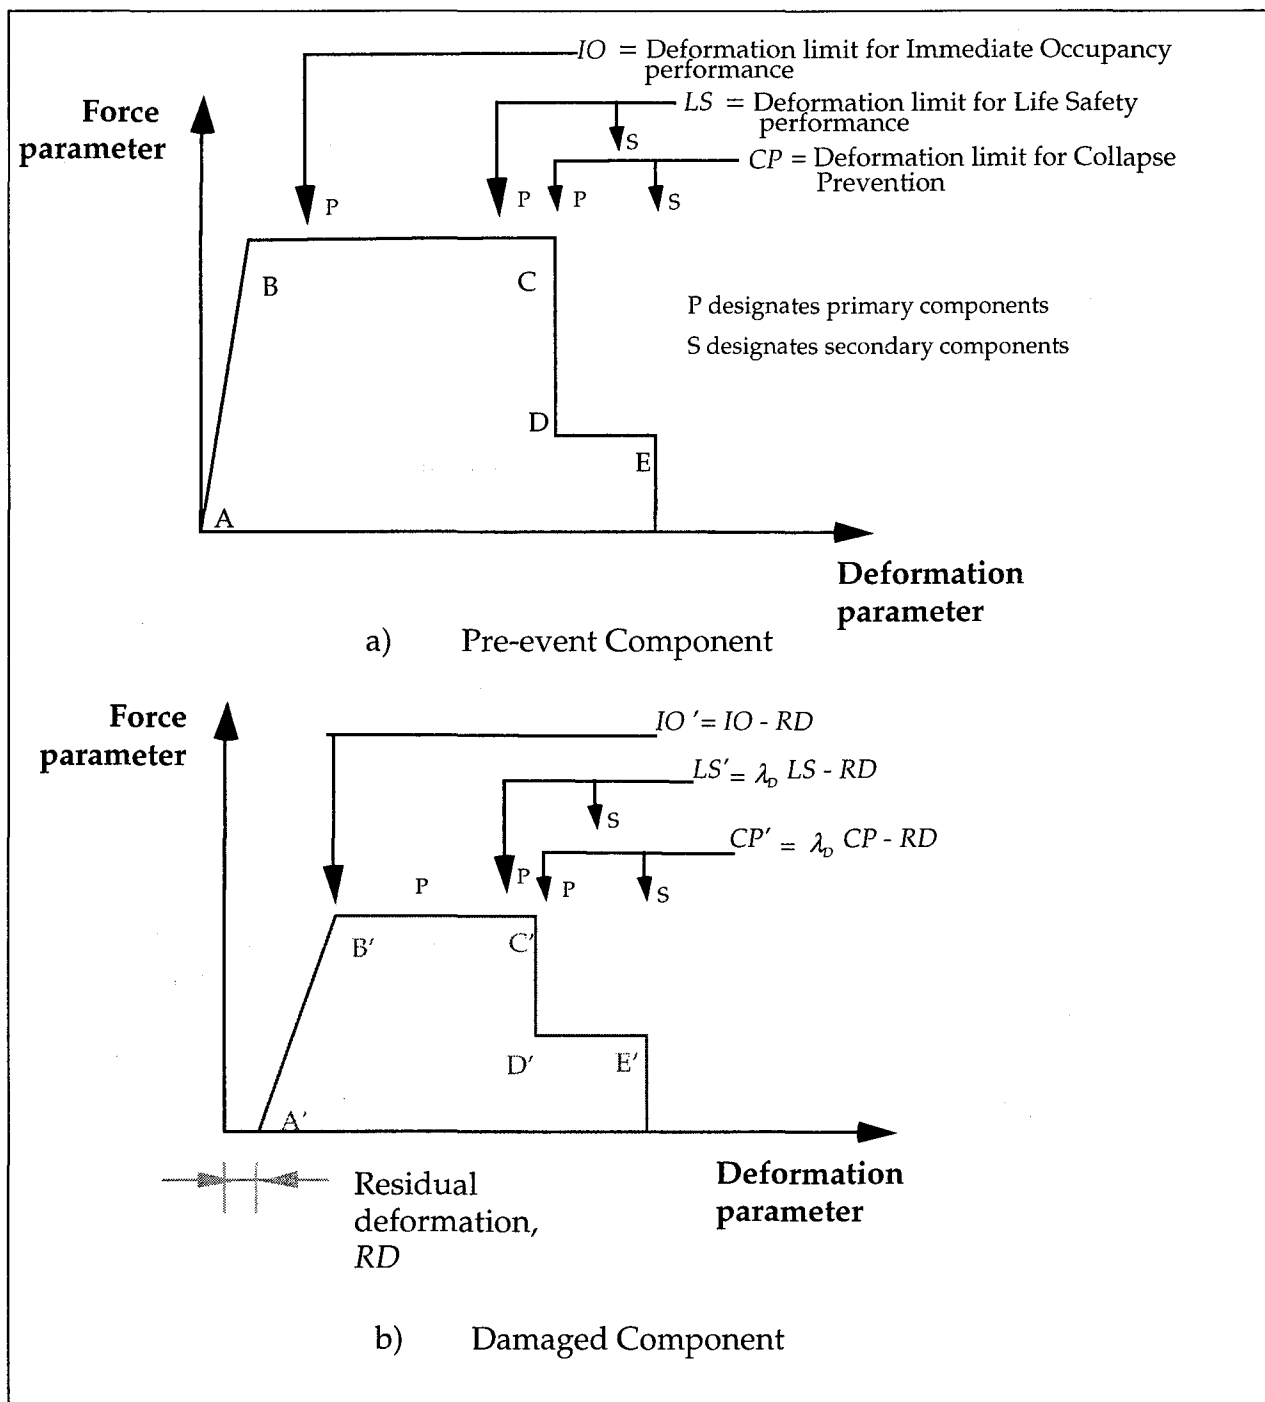 IO = Deformation limit for Immediate Occupancy
performance
LS = Deformation limit for Life Safety
performance
CP = Deformation limit for Collapse
Prevention
Force
parameter
P
S
P
P
S
B
C
P designates primary components
S designates secondary components
D
E
A
Deformation
parameter
a) Pre-event Component
Force
parameter
IO ′= IO - RD
LS′= λD LS - RD
CP′ = λD CP - RD
S
P
P
P
S
B′
C′
D′
E′
A′
Residual
deformation,
RD
Deformation
parameter
b) Damaged Component